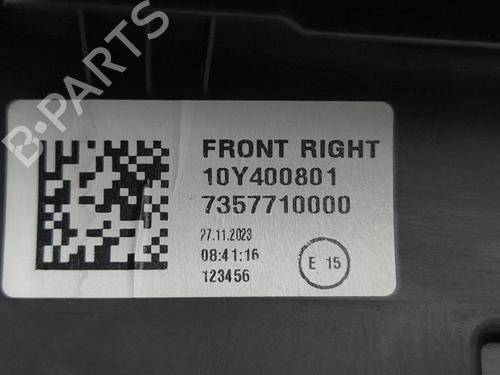 B-PARTS
FRONT RIGHT
10Y400801
7357710000
27.11.2023
08:41:16
123456
E 15